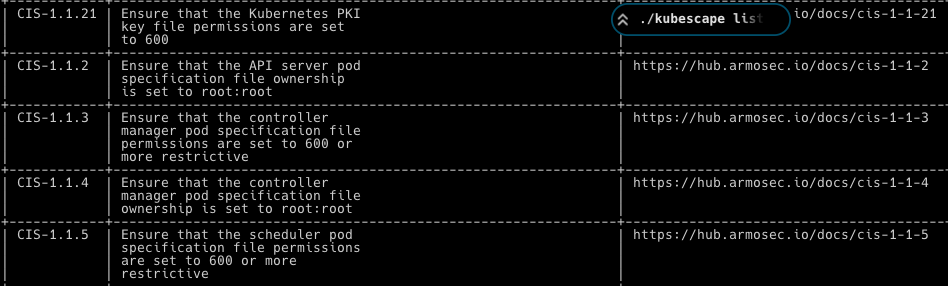 CIS-1.1.21 Ensure that the Kubernetes PKI ./kubescape list io/docs/cis-1-1-21
key file permissions are set
to 600
CIS-1.1.2 Ensure that the API server pod https://hub.armosec.io/docs/cis-1-1-2
specification file ownership
is set to root:root
CIS-1.1.3 Ensure that the controller https://hub.armosec.io/docs/cis-1-1-3
manager pod specification file
permissions are set to 600 or
more restrictive
CIS-1.1.4 Ensure that the controller https://hub.armosec.io/docs/cis-1-1-4
manager pod specification file
ownership is set to root:root
CIS-1.1.5 Ensure that the scheduler pod https://hub.armosec.io/docs/cis-1-1-5
specification file permissions
are set to 600 or more
restrictive